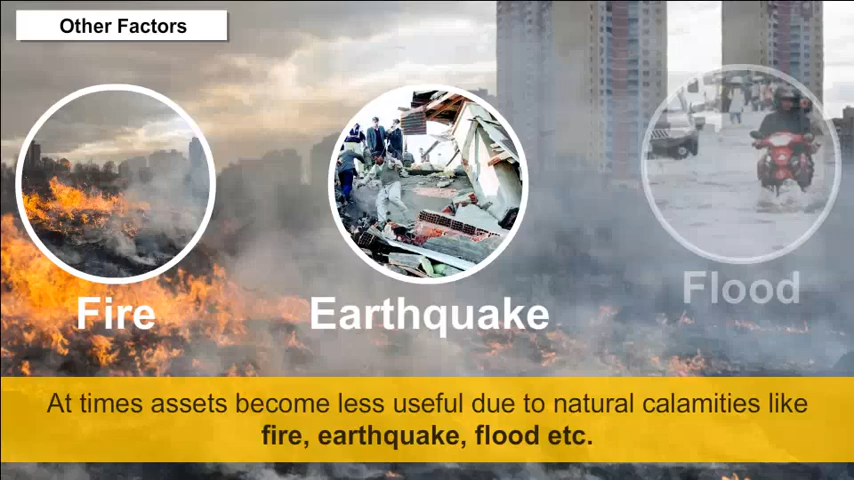 Other Factors
Fire
Earthquake
Flood
At times assets become less useful due to natural calamities like
fire, earthquake, flood etc.